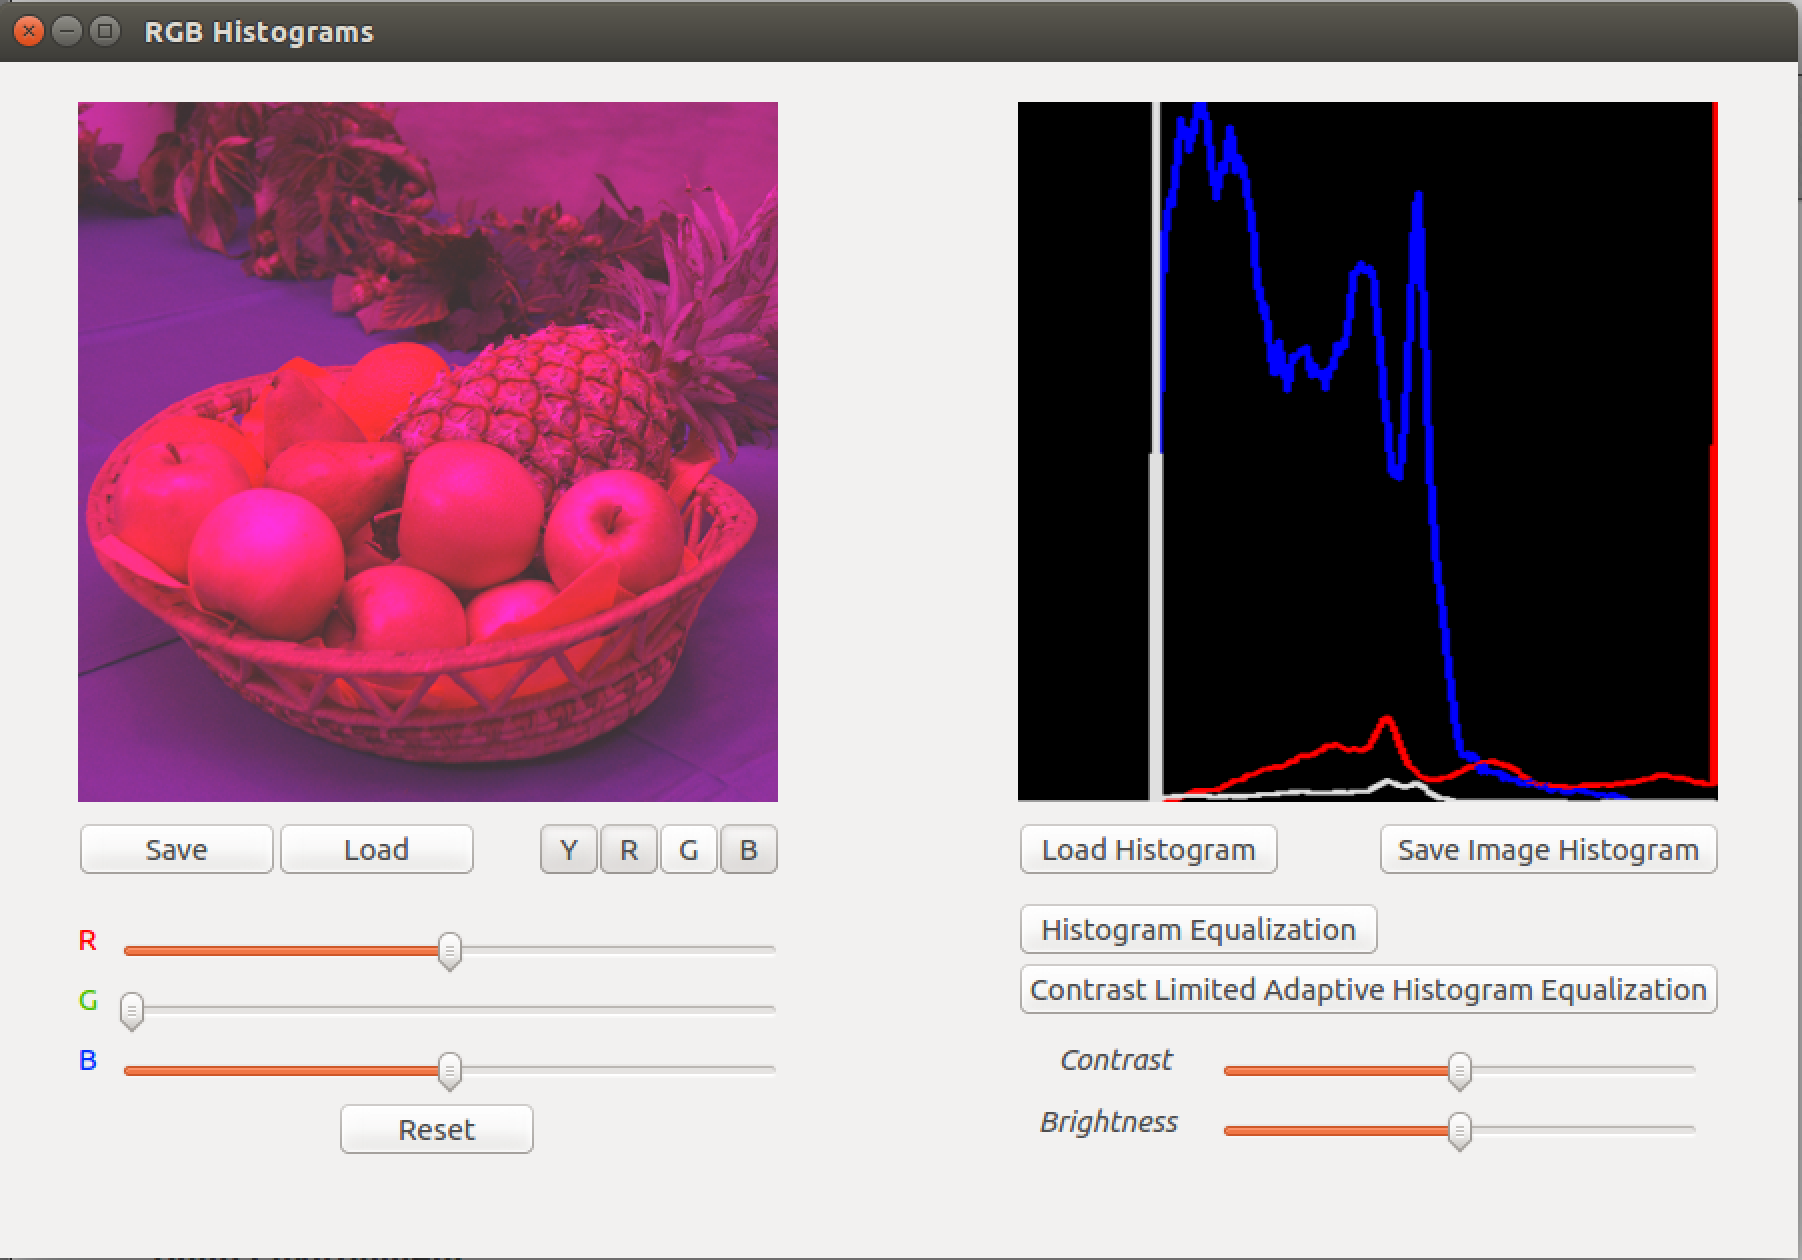 RGB Histograms
Save
Load
Y
R
G
B
Load Histogram
Save Image Histogram
R
G
B
Reset
Histogram Equalization
Contrast Limited Adaptive Histogram Equalization
Contrast
Brightness